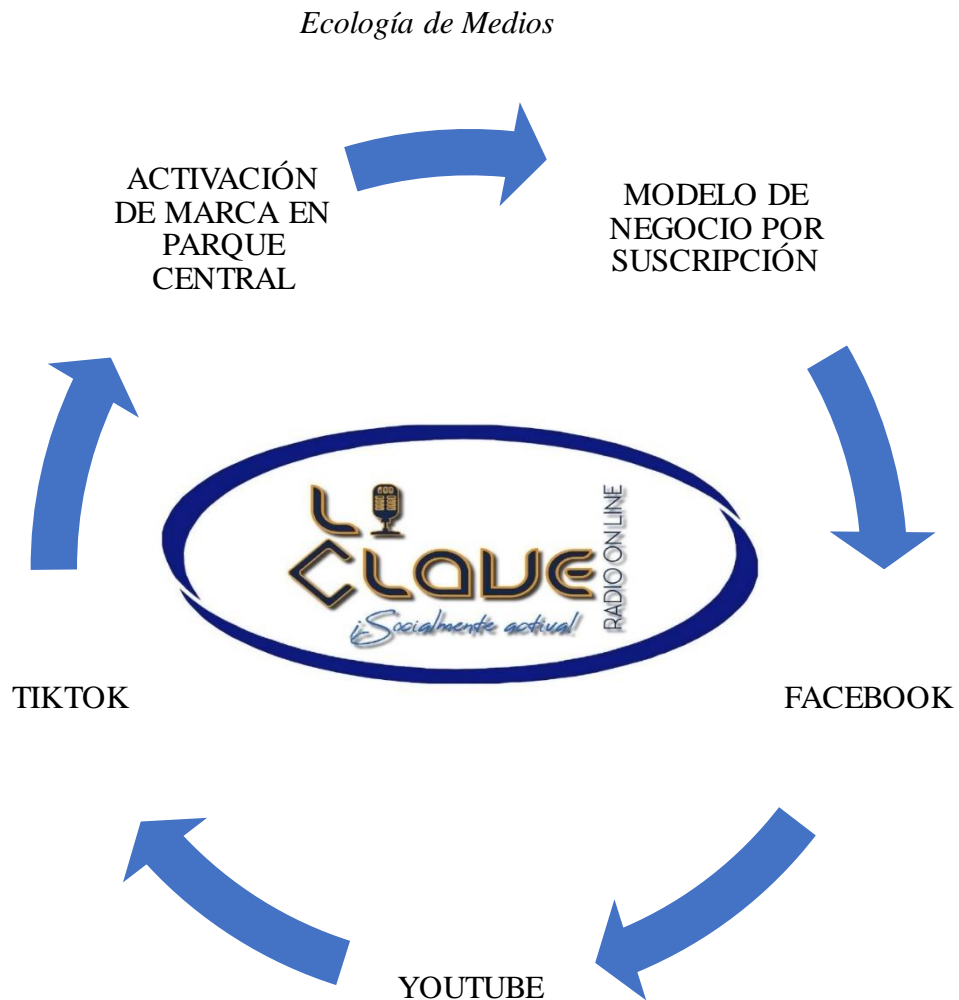 Ecología de Medios
ACTIVACIÓN
DE MARCA EN
PARQUE
CENTRAL
MODELO DE
NEGOCIO POR
SUSCRIPCIÓN
LA
CLAVE
RADIO ON LINE
¡Socialmente activa!
TIKTOK
FACEBOOK
YOUTUBE